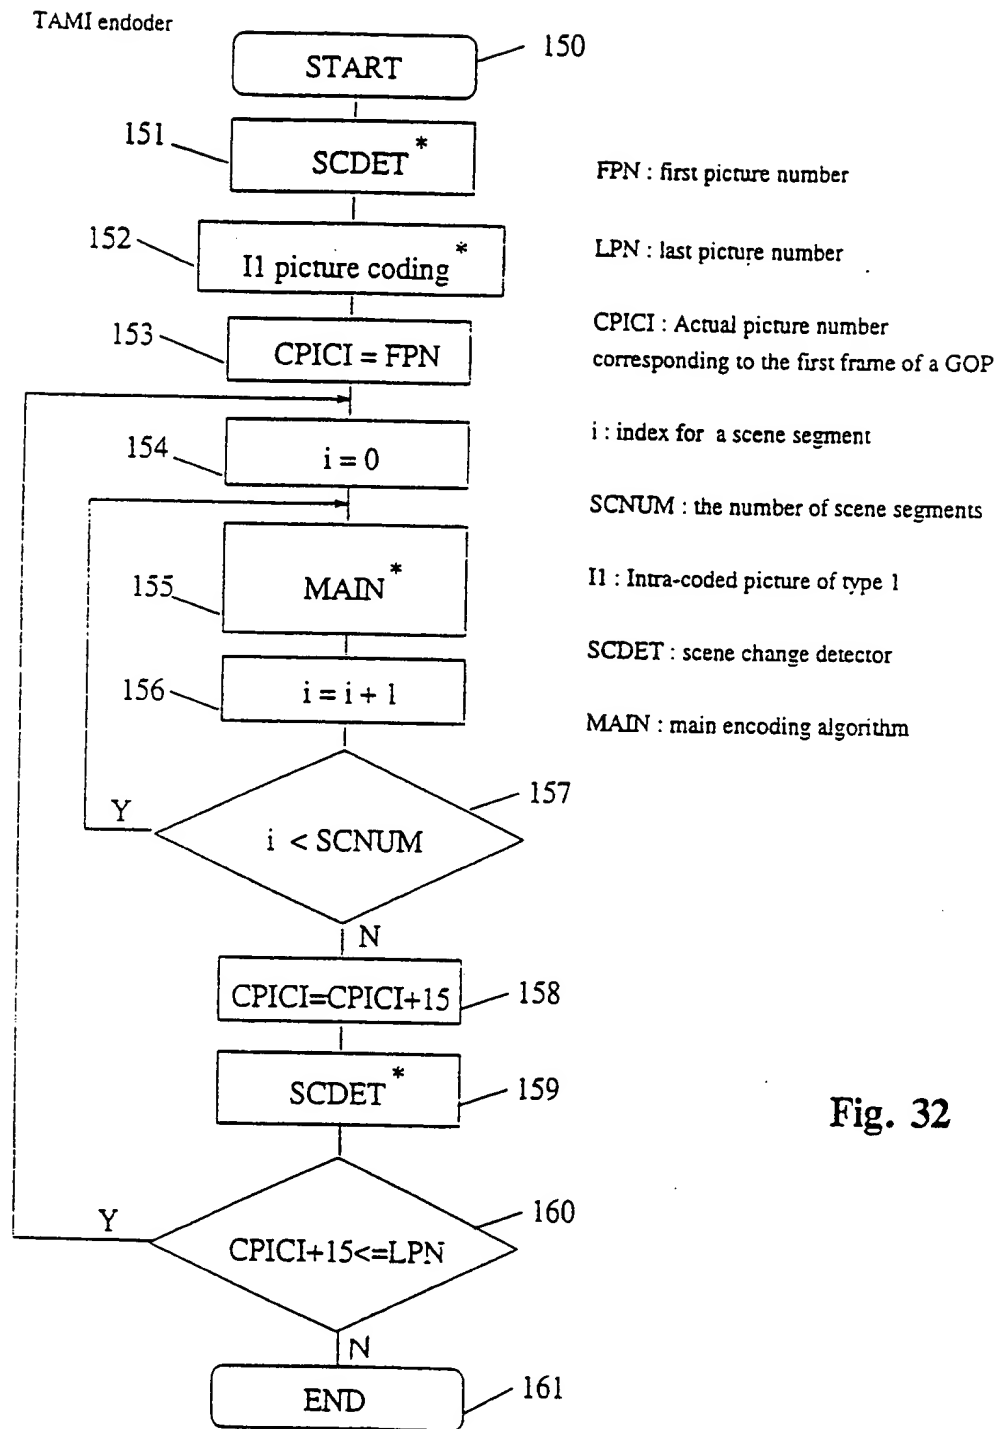 TAMI endoder
START
150
151
SCDET*
FPN : first picture number
152
I1 picture coding*
LPN : last picture number
153
CPICI = FPN
CPICI : Actual picture number
corresponding to the first frame of a GOP
154
i = 0
i : index for a scene segment
SCNUM : the number of scene segments
155
MAIN*
I1 : Intra-coded picture of type 1
156
i = i + 1
SCDET : scene change detector
MAIN : main encoding algorithm
157
Y
i < SCNUM
N
CPICI=CPICI+15
158
SCDET*
159
Fig. 32
Y
160
CPICI+15<=LPN
N
END
161